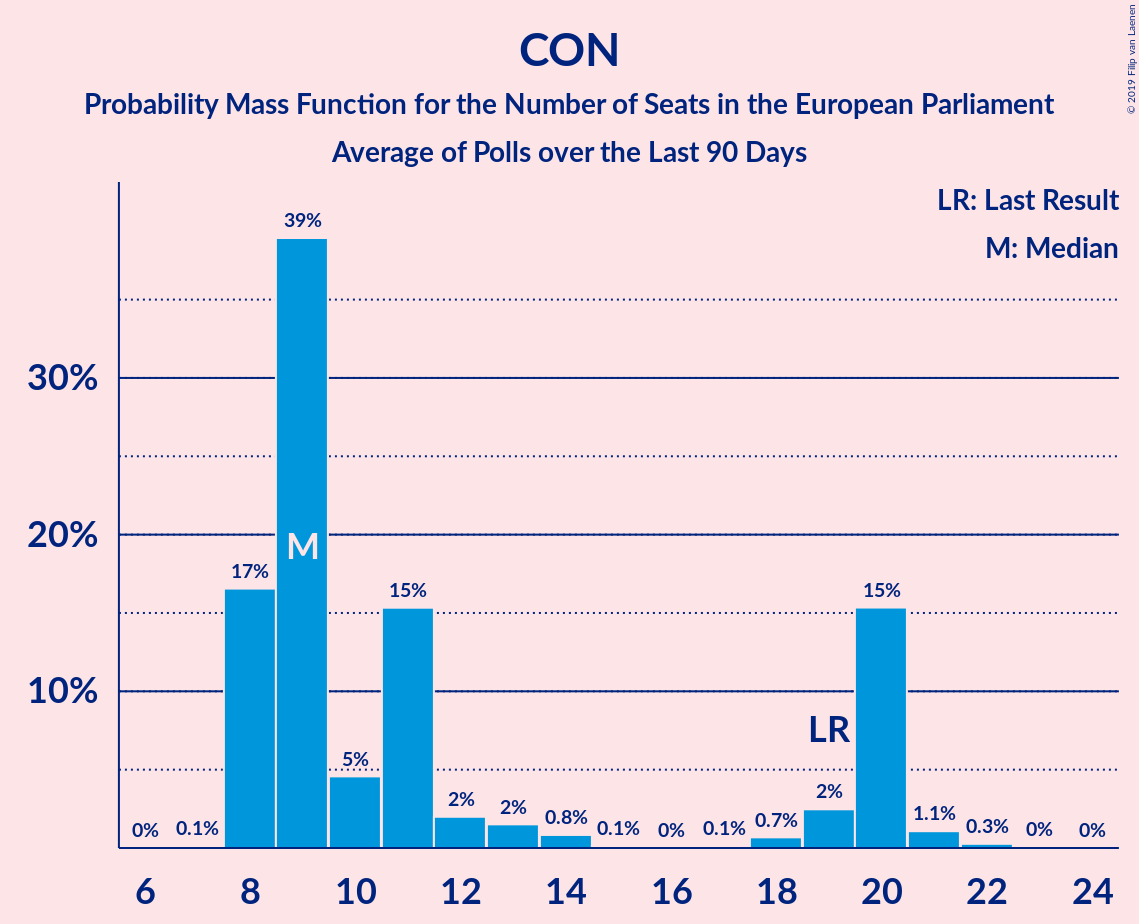 CON
Probability Mass Function for the Number of Seats in the European Parliament
Average of Polls over the Last 90 Days
© 2019 Filip van Laenen
LR: Last Result
M: Median
30%
20%
10%
0%
0.1%
17%
39%
M
5%
15%
2%
2%
0.8%
0.1%
0%
0.1%
0.7%
LR
2%
15%
1.1%
0.3%
0%
0%
6 8 10 12 14 16 18 20 22 24